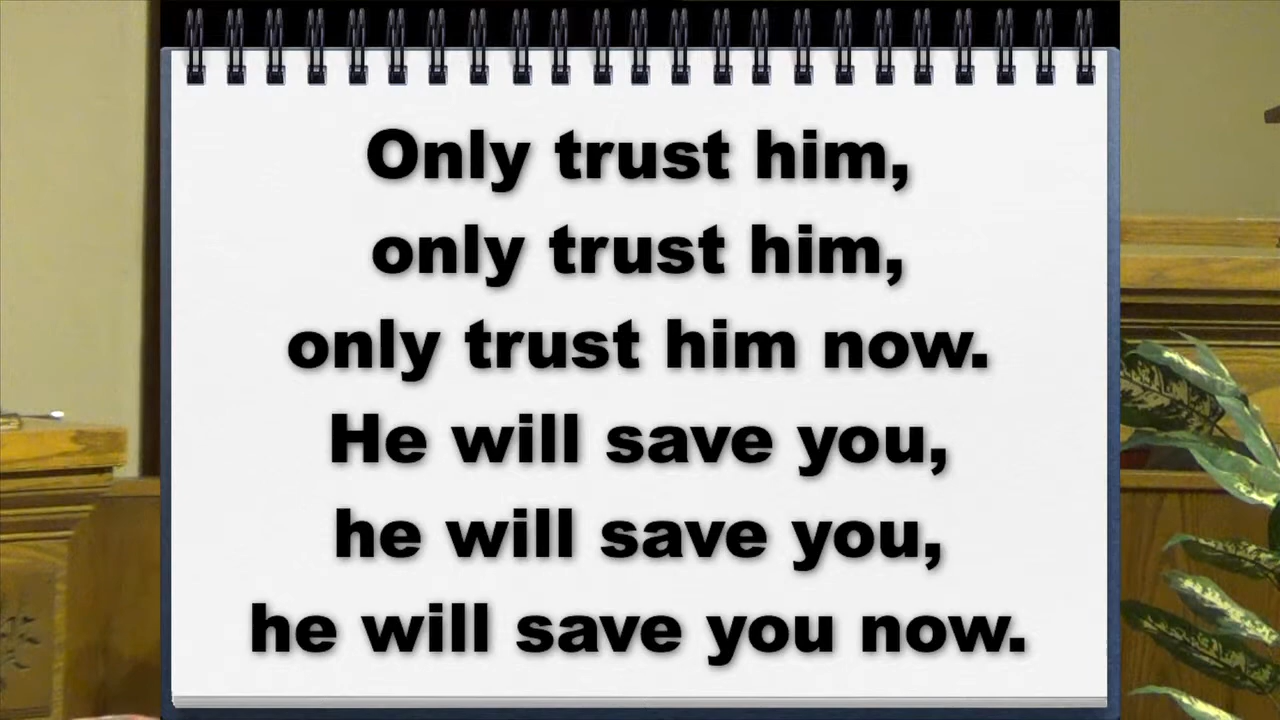 Only trust him,
only trust him,
only trust him now.
He will save you,
he will save you,
he will save you now.